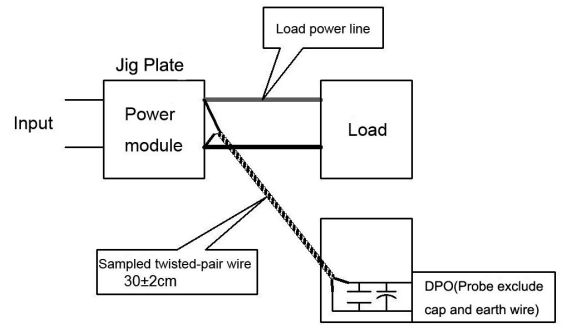 Load power line
Jig Plate
Input
Power
module
Load
Sampled twisted-pair wire
30±2cm
DPO(Probe exclude
cap and earth wire)